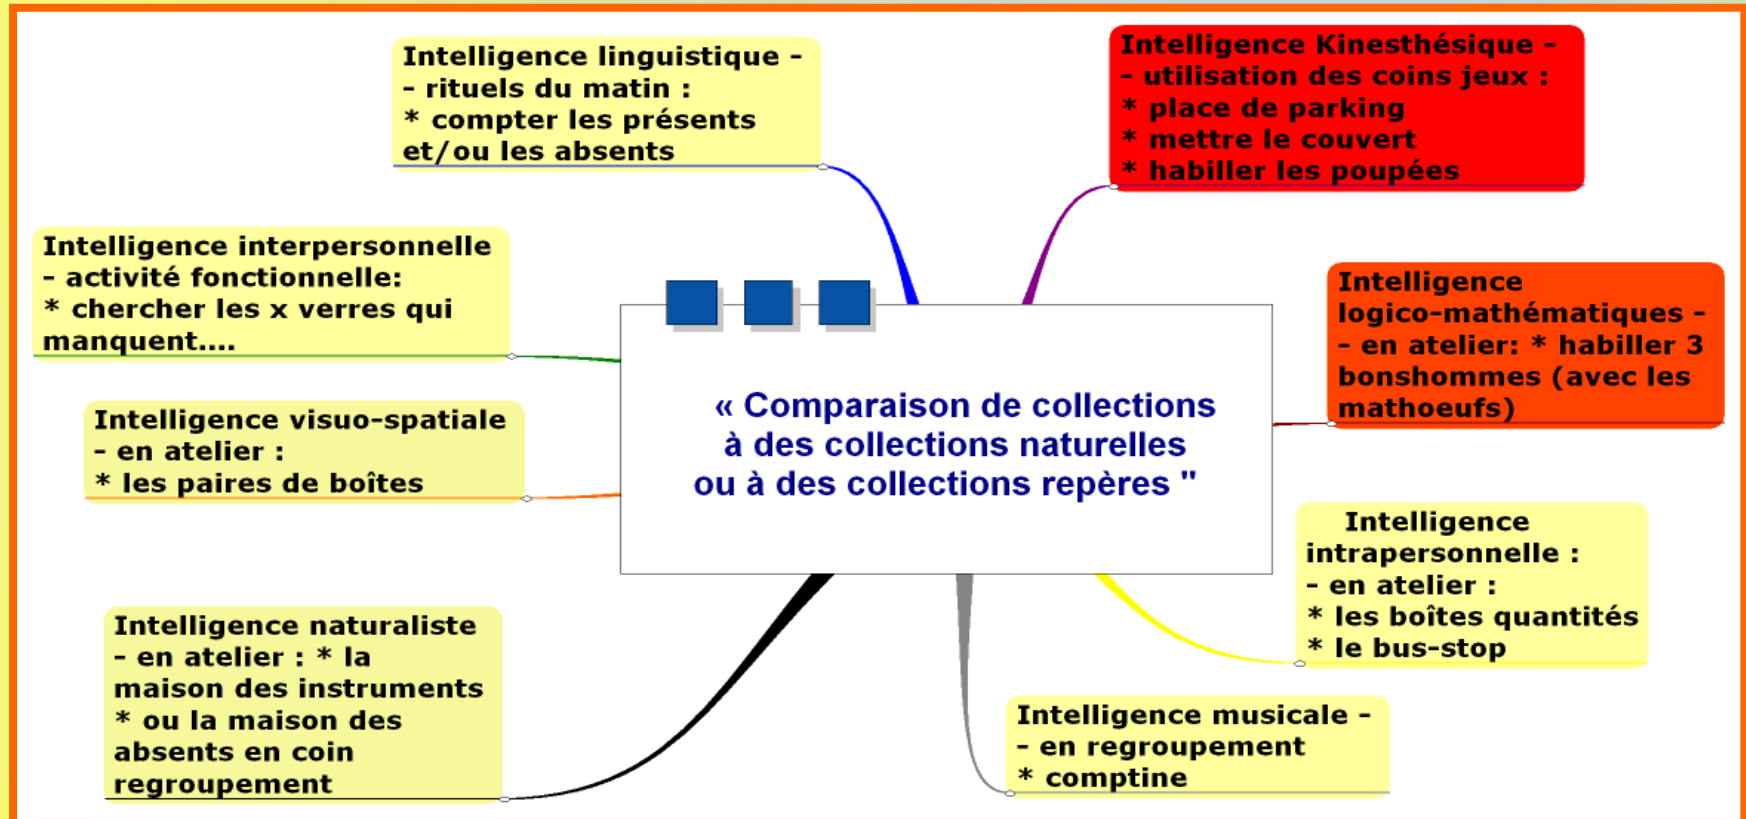 Intelligence linguistique -
- rituels du matin :
* compter les présents
et/ou les absents
Intelligence Kinesthésique -
- utilisation des coins jeux :
* place de parking
* mettre le couvert
* habiller les poupées
Intelligence interpersonnelle
- activité fonctionnelle:
* chercher les x verres qui
manquent....
Intelligence
logico-mathématiques -
- en atelier: * habiller 3
bonshommes (avec les
mathoeufs)
« Comparaison de collections
à des collections naturelles
ou à des collections repères "
Intelligence visuo-spatiale
- en atelier :
* les paires de boîtes
Intelligence
intrapersonnelle :
- en atelier :
* les boîtes quantités
* le bus-stop
Intelligence naturaliste
- en atelier : * la
maison des instruments
* ou la maison des
absents en coin
regroupement
Intelligence musicale -
- en regroupement
* comptine